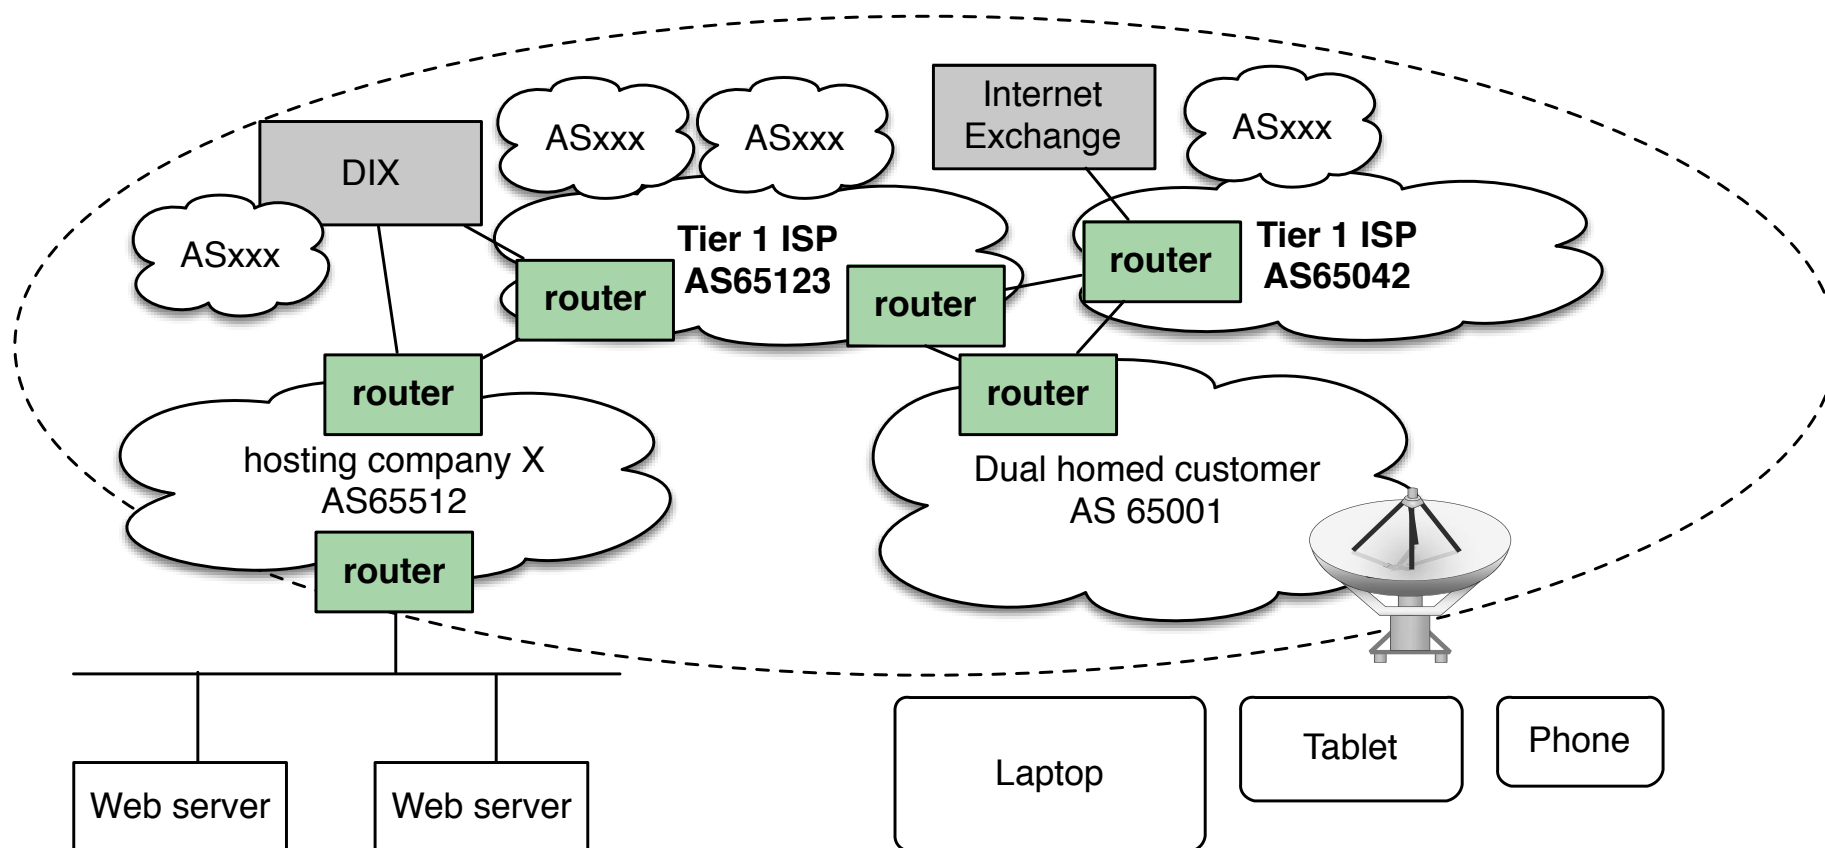 Internet
Exchange
ASxxx
ASxxx
ASxxx
DIX
ASxxx
Tier 1 ISP
AS65123
Tier 1 ISP
AS65042
router
router
router
router
router
hosting company X
AS65512
Dual homed customer
AS 65001
router
Laptop
Tablet
Phone
Web server
Web server